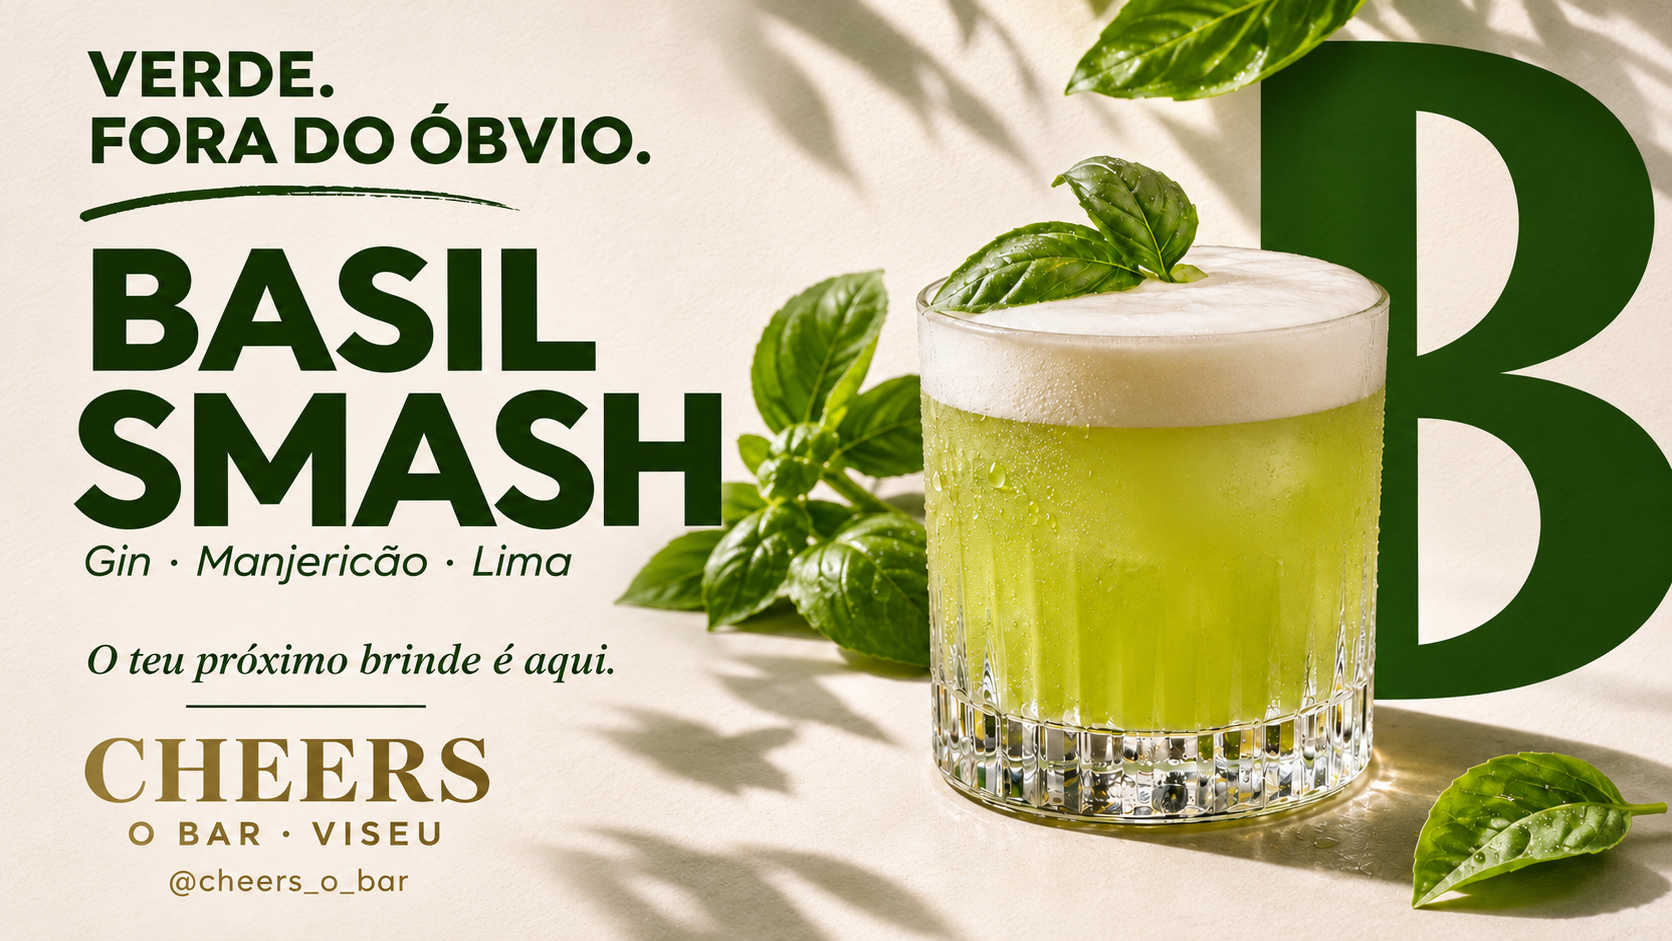 VERDE.
FORA DO ÓBVIO.
BASIL
SMASH
Gin · Manjericão · Lima
O teu próximo brinde é aqui.
CHEERS
O BAR · VISEU
@cheers_o_bar
B